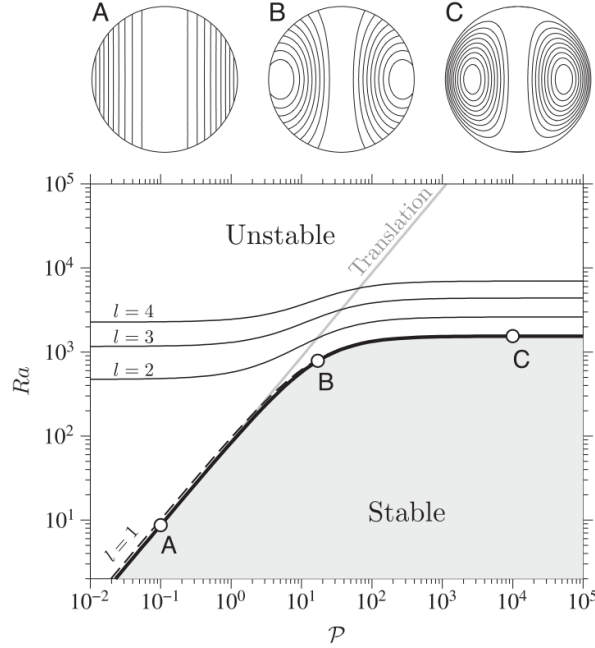 A B C
10^5
Unstable
Translation
10^4
l = 4
l = 3
10^3
l = 2
B
C
Ra
10^2
Stable
10^1
A
l = 1
10^-2 10^-1 10^0 10^1 10^2 10^3 10^4 10^5
𝒫